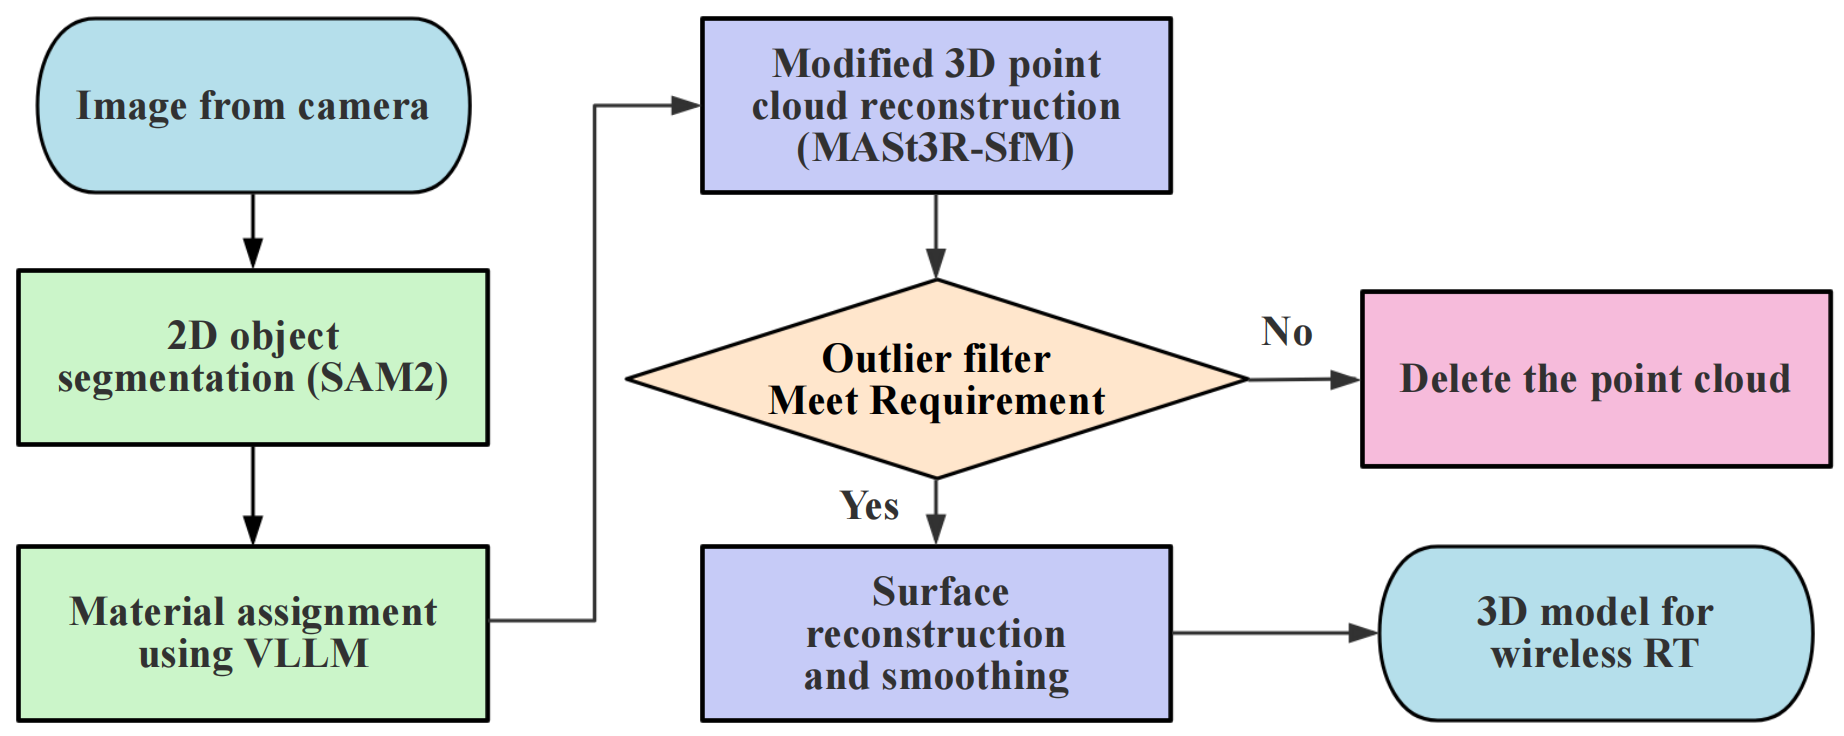 Image from camera
2D object
segmentation (SAM2)
Material assignment
using VLLM
Modified 3D point
cloud reconstruction
(MASt3R-SfM)
Outlier filter
Meet Requirement
No
Delete the point cloud
Yes
Surface
reconstruction
and smoothing
3D model for
wireless RT